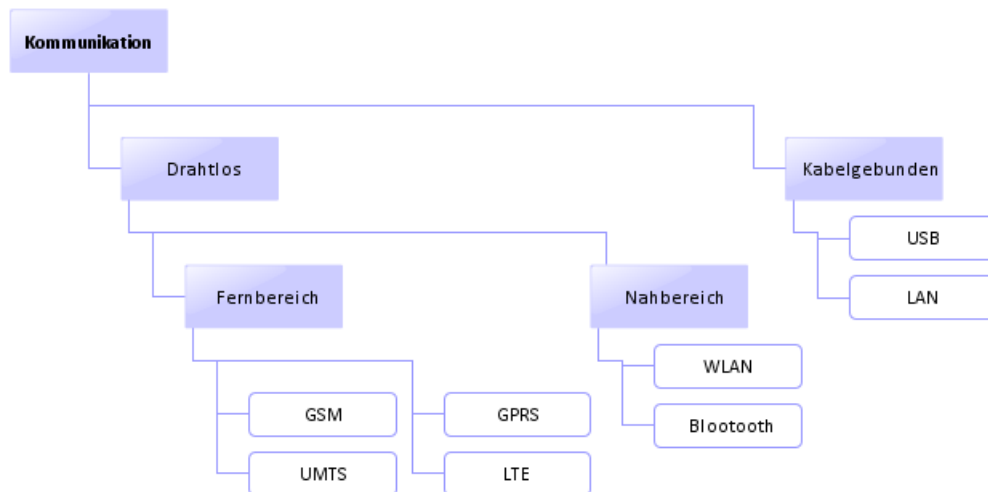 Kommunikation
Drahtlos
Kabelgebunden
USB
LAN
Fernbereich
Nahbereich
WLAN
Blootooth
GSM
GPRS
UMTS
LTE